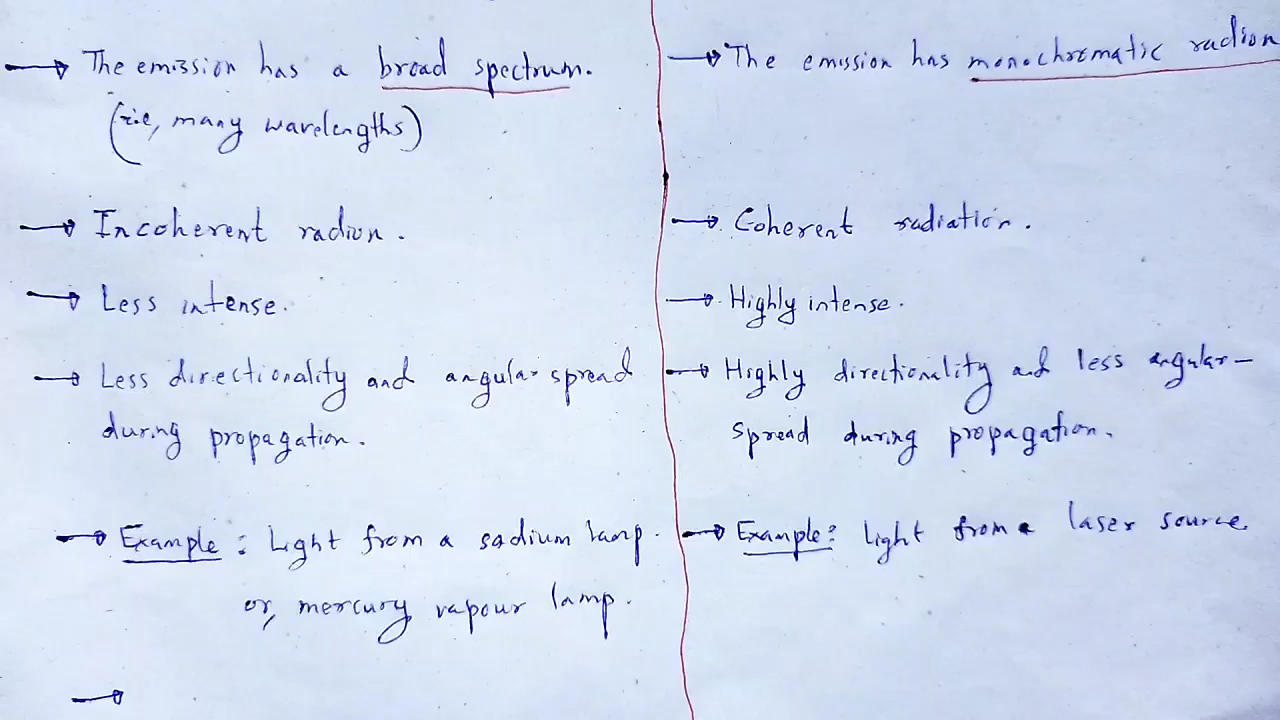 The emission has a broad spectrum.
(i.e, many wavelengths)
Incoherent radion.
Less intense.
Less directionality and angular spread
during propagation.
Example: Light from a sodium lamp.
or, mercury vapour lamp.
The emission has monochromatic radion
Coherent radiation.
Highly intense.
Highly directionality and less angular-
spread during propagation.
Example: light from a laser source